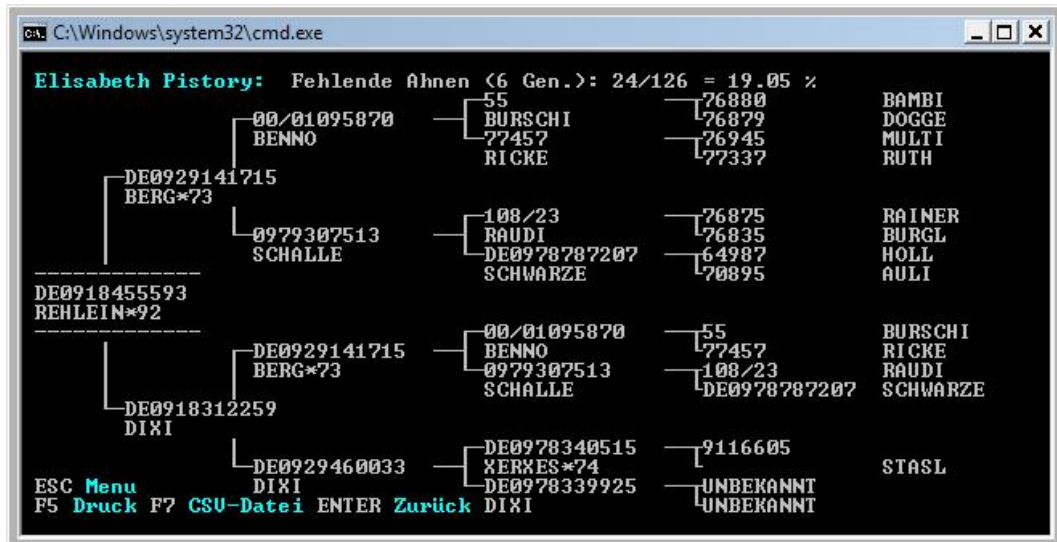 C:\Windows\system32\cmd.exe
Elisabeth Pistory: Fehlende Ahnen (6 Gen.): 24/126 = 19.05 %
55 76880 BAMBI
00/01095870 BURSCHI 76879 DOGGE
BENNO 77457 76945 MULTI
RICKE 77337 RUTH
DE0929141715
BERG*73
108/23 76875 RAINER
0979307513 RAUDI 76835 BURGL
SCHALLE DE0978787207 64987 HOLL
SCHWARZE 70895 AULI
DE0918455593
REHLEIN*92
00/01095870 55 BURSCHI
DE0929141715 BENNO 77457 RICKE
BERG*73 0979307513 108/23 RAUDI
SCHALLE DE0978787207 SCHWARZE
DE0918312259
DIXI
DE0978340515 9116605
DE0929460033 XERXES*74 STASL
ESC Menu DIXI DE0978339925 UNBEKANNT
F5 Druck F7 CSV-Datei ENTER Zurück DIXI UNBEKANNT